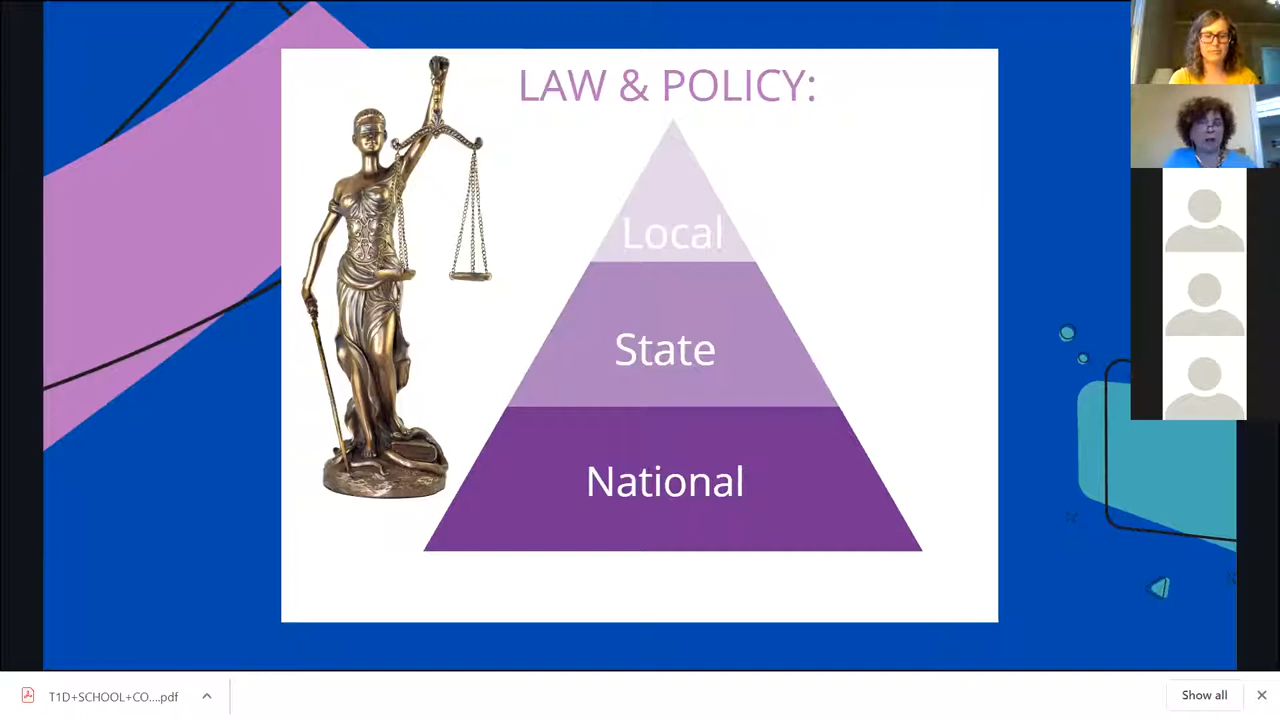 LAW & POLICY:
Local
State
National
T1D+SCHOOL+CO....pdf
Show all